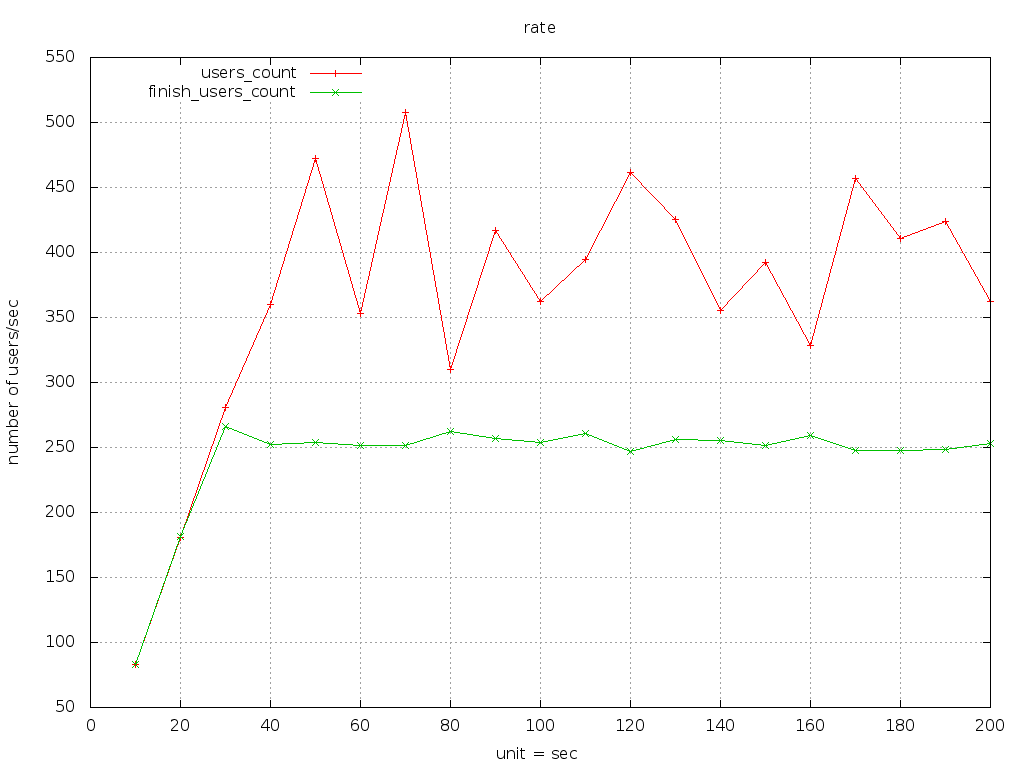 rate
550
500
450
400
350
300
250
200
150
100
50
users_count
finish_users_count
number of users/sec
0 20 40 60 80 100 120 140 160 180 200
unit = sec